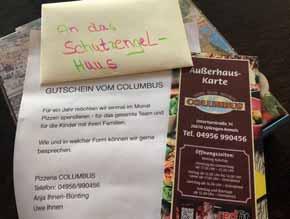 An das
Schutzengel-
Haus
GUTSCHEIN VOM COLUMBUS
Für ein Jahr möchten wir einmal im Monat
Pizzen spendieren - für das gesamte Team und
für die Kinder mit ihren Familien.
Wie und in welcher Form können wir gerne
besprechen.
Pizzeria COLUMBUS
Telefon: 04956/990456
Anja Ihnen-Bünting
Uwe Ihnen
Außerhaus-
Karte
COLUMBUS
Tel. 04956 990456
Öffnungszeiten: